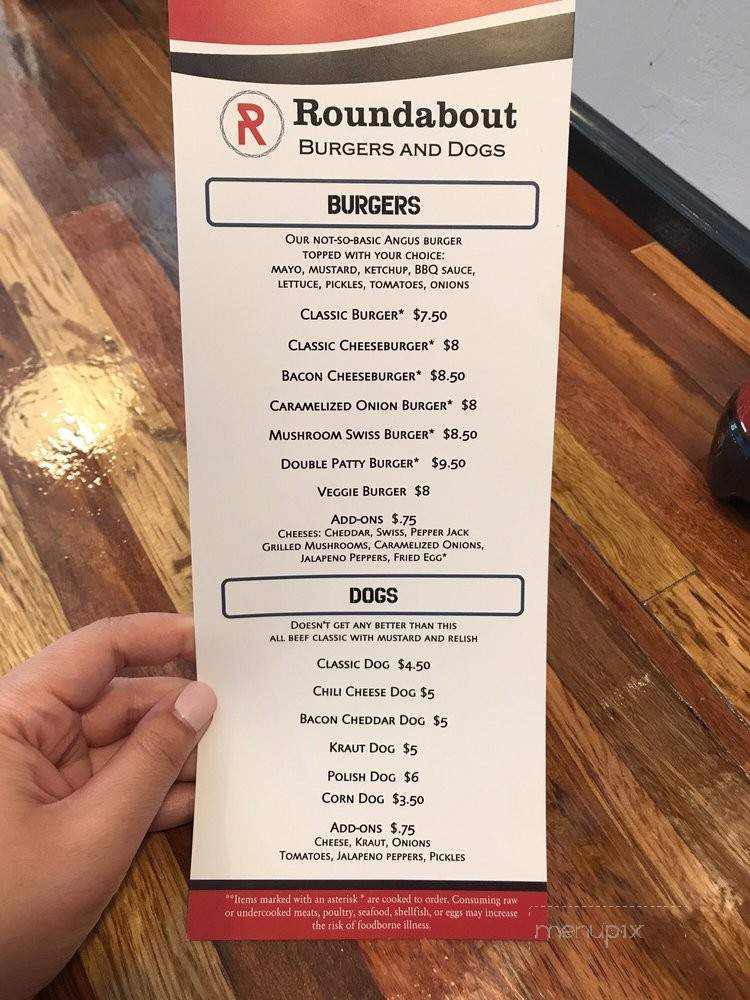 R Roundabout
BURGERS AND DOGS
BURGERS
OUR NOT-SO-BASIC ANGUS BURGER
TOPPED WITH YOUR CHOICE:
MAYO, MUSTARD, KETCHUP, BBQ SAUCE,
LETTUCE, PICKLES, TOMATOES, ONIONS
CLASSIC BURGER* $7.50
CLASSIC CHEESEBURGER* $8
BACON CHEESEBURGER* $8.50
CARAMELIZED ONION BURGER* $8
MUSHROOM SWISS BURGER* $8.50
DOUBLE PATTY BURGER* $9.50
VEGGIE BURGER $8
ADD-ONS $.75
CHEESES: CHEDDAR, SWISS, PEPPER JACK
GRILLED MUSHROOMS, CARAMELIZED ONIONS,
JALAPENO PEPPERS, FRIED EGG*
DOGS
DOESN'T GET ANY BETTER THAN THIS
ALL BEEF CLASSIC WITH MUSTARD AND RELISH
CLASSIC DOG $4.50
CHILI CHEESE DOG $5
BACON CHEDDAR DOG $5
KRAUT DOG $5
POLISH DOG $6
CORN DOG $3.50
ADD-ONS $.75
CHEESE, KRAUT, ONIONS
TOMATOES, JALAPENO PEPPERS, PICKLES
**Items marked with an asterisk * are cooked to order. Consuming raw
or undercooked meats, poultry, seafood, shellfish, or eggs may increase
the risk of foodborne illness.
menupix